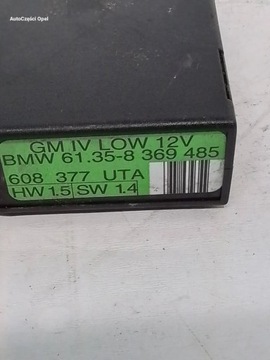 AutoCzęści Opel
GM IV LOW 12V
BMW 61.35-8 369 485
608 377 UTA
HW 1.5 SW 1.4